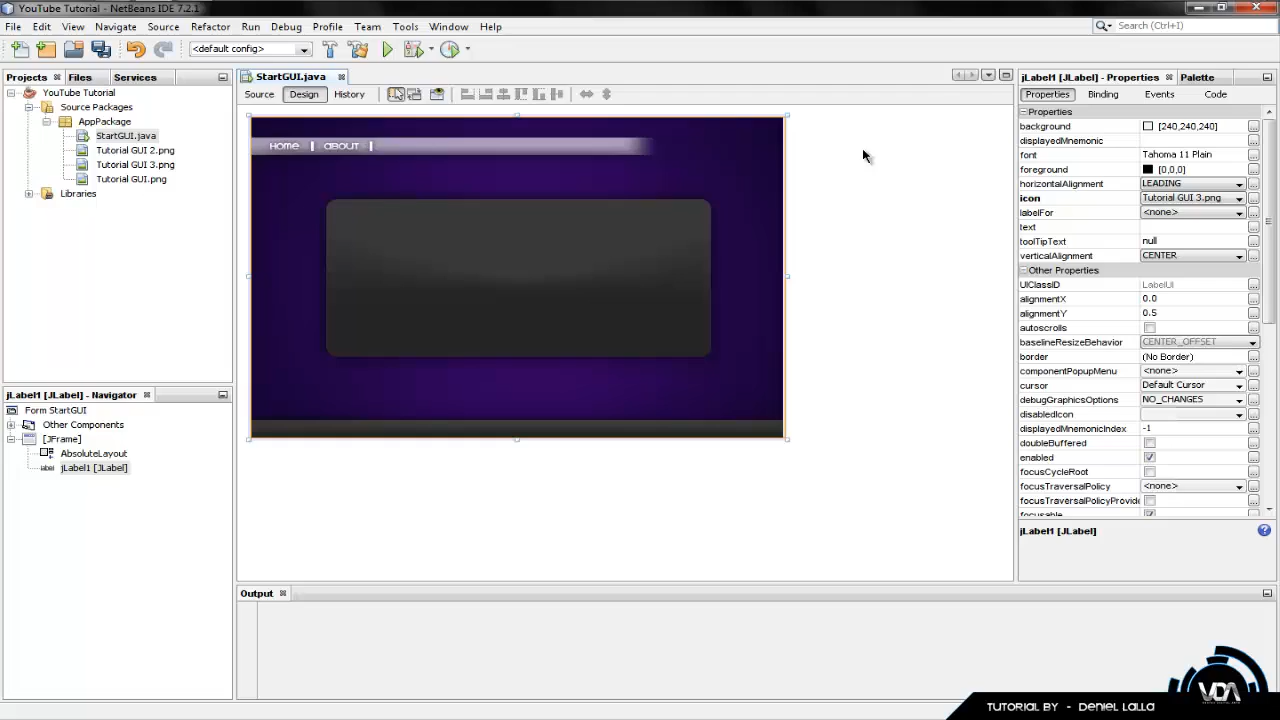 YouTube Tutorial - NetBeans IDE 7.2.1
File Edit View Navigate Source Refactor Run Debug Profile Team Tools Window Help
Search (Ctrl+I)
<default config>
Projects Files Services
YouTube Tutorial
Source Packages
AppPackage
StartGUI.java
Tutorial GUI 2.png
Tutorial GUI 3.png
Tutorial GUI.png
Libraries
jLabel1 [JLabel] - Navigator
Form StartGUI
Other Components
[JFrame]
AbsoluteLayout
label jLabel1 [JLabel]
StartGUI.java
Source Design History
HOME | ABOUT |
Output
jLabel1 [JLabel] - Properties Palette
Properties Binding Events Code
Properties
background [240,240,240] ...
displayedMnemonic ...
font Tahoma 11 Plain ...
foreground [0,0,0] ...
horizontalAlignment LEADING ...
icon Tutorial GUI 3.png ...
labelFor <none> ...
text ...
toolTipText null ...
verticalAlignment CENTER ...
Other Properties
UIClassID LabelUI ...
alignmentX 0.0 ...
alignmentY 0.5 ...
autoscrolls ...
baselineResizeBehavior CENTER_OFFSET ...
border (No Border) ...
componentPopupMenu <none> ...
cursor Default Cursor ...
debugGraphicsOptions NO_CHANGES ...
disabledIcon ...
displayedMnemonicIndex -1 ...
doubleBuffered ...
enabled ...
focusCycleRoot ...
focusTraversalPolicy <none> ...
focusTraversalPolicyProvide ...
focusable ...
jLabel1 [JLabel]
VDA
TUTORIAL BY - DENIEL LALLA